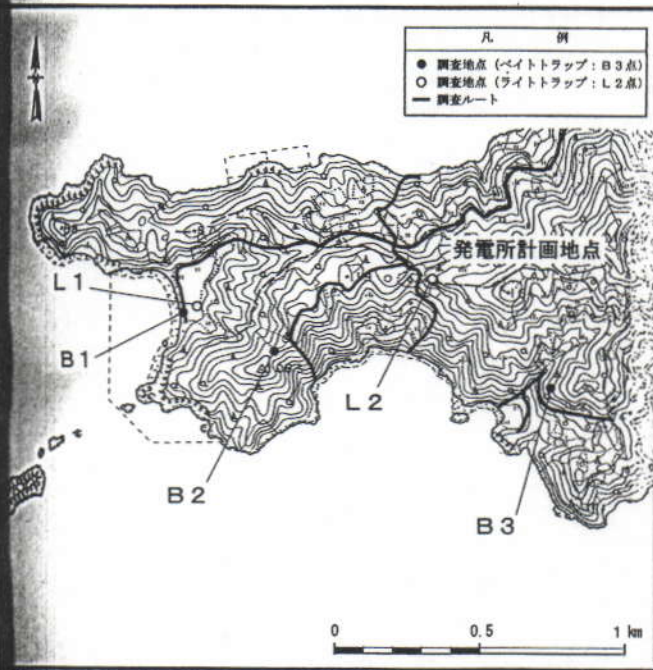 凡 例
● 調査地点 (ベイトトラップ:B3点)
○ 調査地点 (ライトトラップ:L2点)
━ 調査ルート
発電所計画地点
L1
B1
L2
B2
B3
0 0.5 1 km